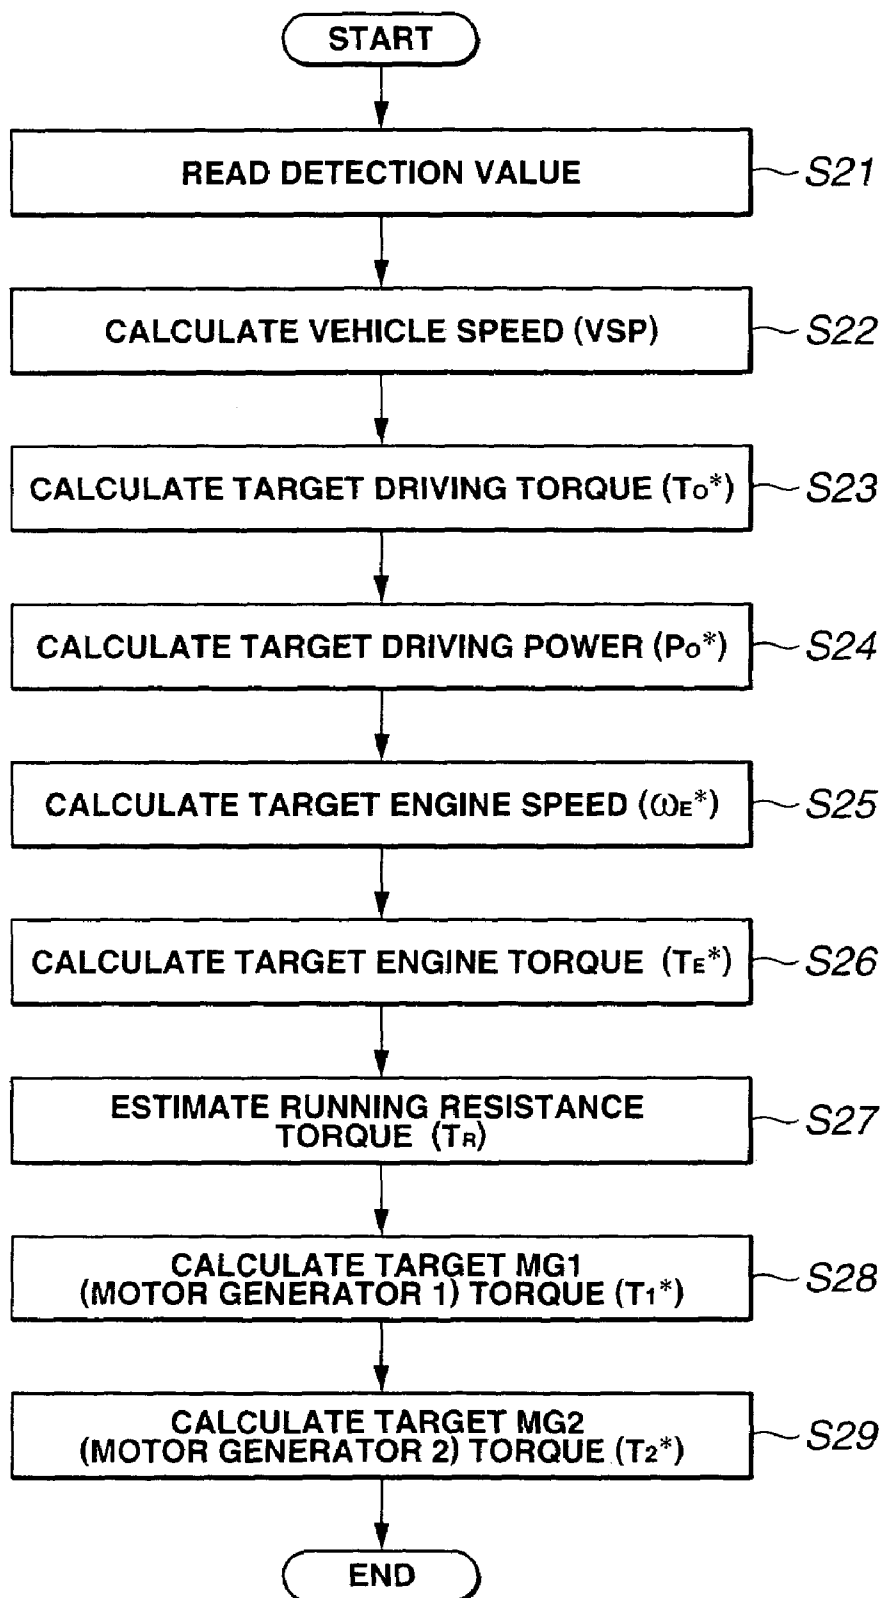 START
READ DETECTION VALUE
S21
CALCULATE VEHICLE SPEED (VSP)
S22
CALCULATE TARGET DRIVING TORQUE (To*)
S23
CALCULATE TARGET DRIVING POWER (Po*)
S24
CALCULATE TARGET ENGINE SPEED (ωE*)
S25
CALCULATE TARGET ENGINE TORQUE (TE*)
S26
ESTIMATE RUNNING RESISTANCE
TORQUE (TR)
S27
CALCULATE TARGET MG1
(MOTOR GENERATOR 1) TORQUE (T1*)
S28
CALCULATE TARGET MG2
(MOTOR GENERATOR 2) TORQUE (T2*)
S29
END